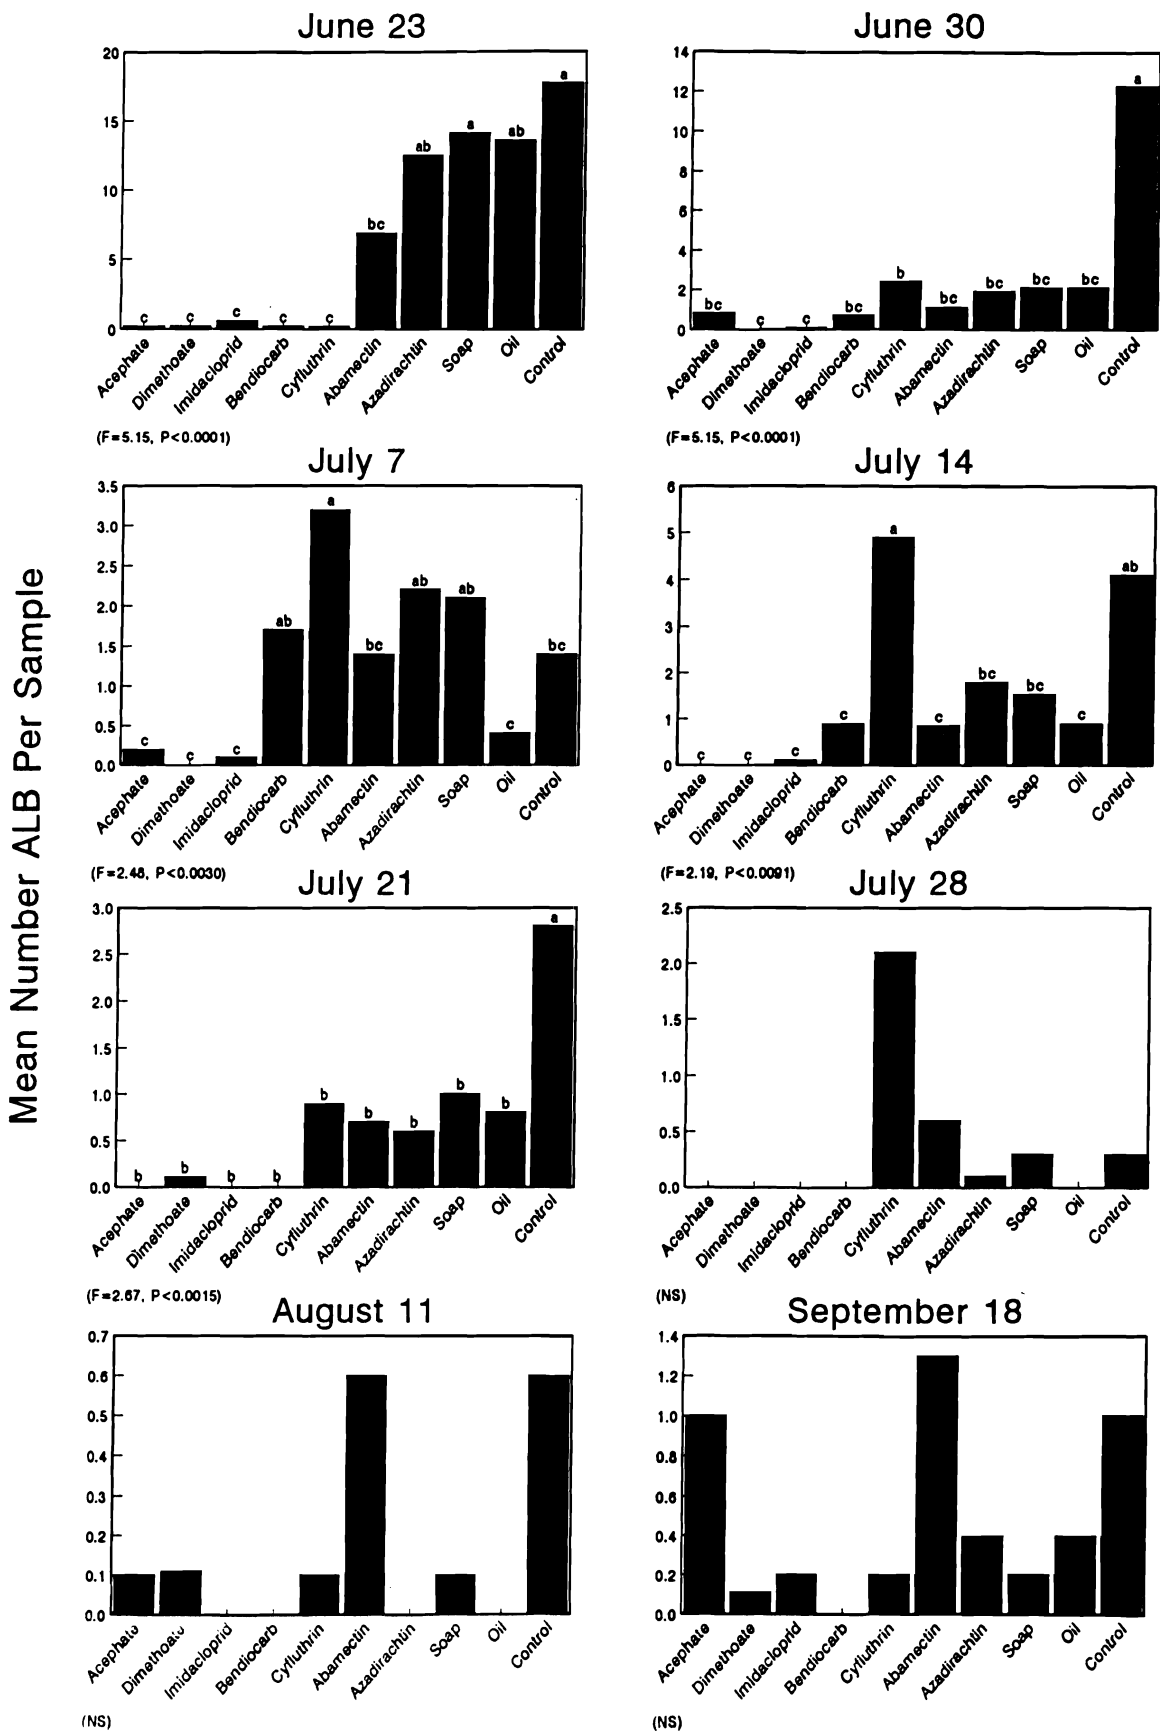 Mean Number ALB Per Sample
June 23
20
15
10
5
0
c c c c c bc ab a ab a
Acephate Dimethoate Imidacloprid Bendiocarb Cyfluthrin Abamectin Azadirachtin Soap Oil Control
(F=5.15, P<0.0001)
June 30
14
12
10
8
6
4
2
0
bc c c bc b bc bc bc bc a
Acephate Dimethoate Imidacloprid Bendiocarb Cyfluthrin Abamectin Azadirachtin Soap Oil Control
(F=5.15, P<0.0001)
July 7
3.5
3.0
2.5
2.0
1.5
1.0
0.5
0.0
c c c ab a bc ab ab c bc
Acephate Dimethoate Imidacloprid Bendiocarb Cyfluthrin Abamectin Azadirachtin Soap Oil Control
(F=2.48, P<0.0030)
July 14
6
5
4
3
2
1
0
c c c c a c bc bc c ab
Acephate Dimethoate Imidacloprid Bendiocarb Cyfluthrin Abamectin Azadirachtin Soap Oil Control
(F=2.19, P<0.0091)
July 21
3.0
2.5
2.0
1.5
1.0
0.5
0.0
b b b b b b b b b a
Acephate Dimethoate Imidacloprid Bendiocarb Cyfluthrin Abamectin Azadirachtin Soap Oil Control
(F=2.67, P<0.0015)
July 28
2.5
2.0
1.5
1.0
0.5
0.0
Acephate Dimethoate Imidacloprid Bendiocarb Cyfluthrin Abamectin Azadirachtin Soap Oil Control
(NS)
August 11
0.7
0.6
0.5
0.4
0.3
0.2
0.1
0.0
Acephate Dimethoate Imidacloprid Bendiocarb Cyfluthrin Abamectin Azadirachtin Soap Oil Control
(NS)
September 18
1.4
1.2
1.0
0.8
0.6
0.4
0.2
0.0
Acephate Dimethoate Imidacloprid Bendiocarb Cyfluthrin Abamectin Azadirachtin Soap Oil Control
(NS)